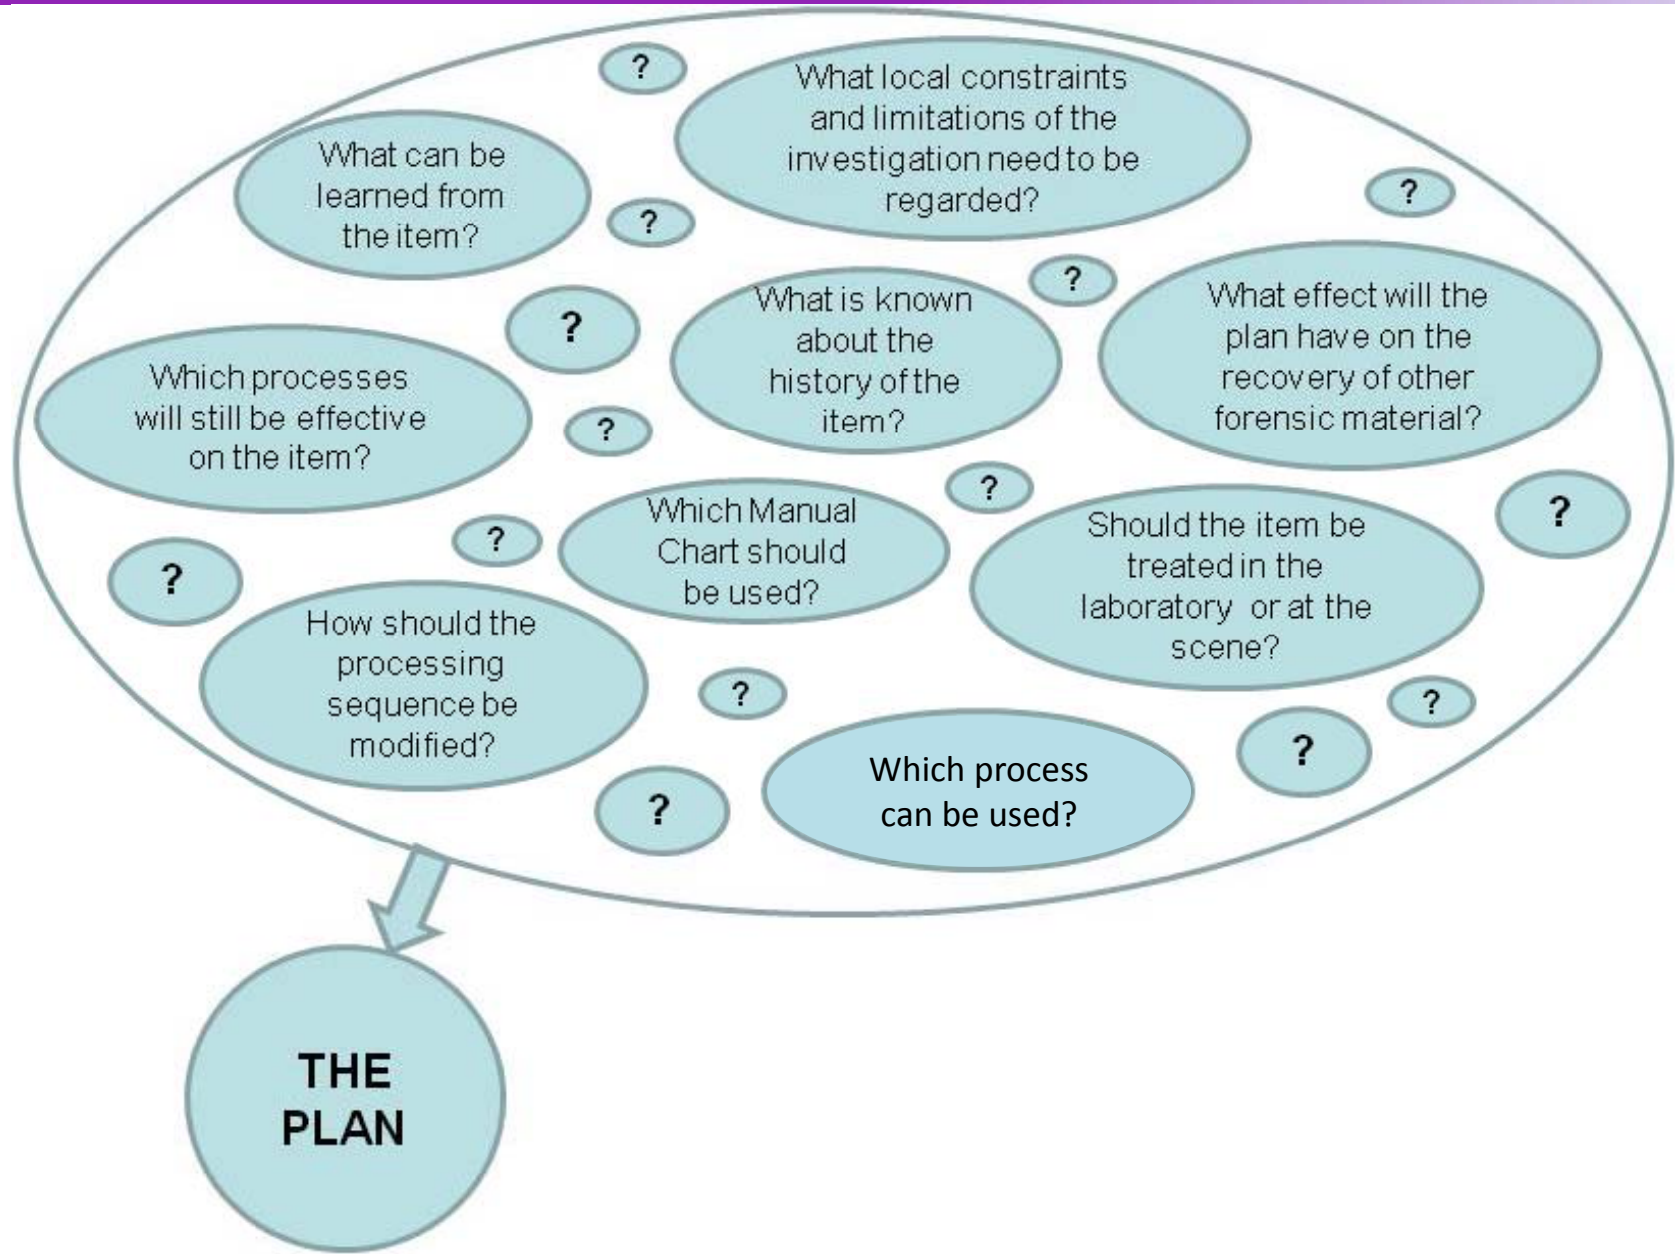 ?
What local constraints
and limitations of the
investigation need to be
regarded?
What can be
learned from
the item?
?
?
?
What is known
about the
history of the
item?
What effect will the
plan have on the
recovery of other
forensic material?
?
Which processes
will still be effective
on the item?
?
?
Which Manual
Chart should
be used?
Should the item be
treated in the
laboratory or at the
scene?
?
?
?
How should the
processing
sequence be
modified?
?
?
?
Which process
can be used?
?
THE
PLAN